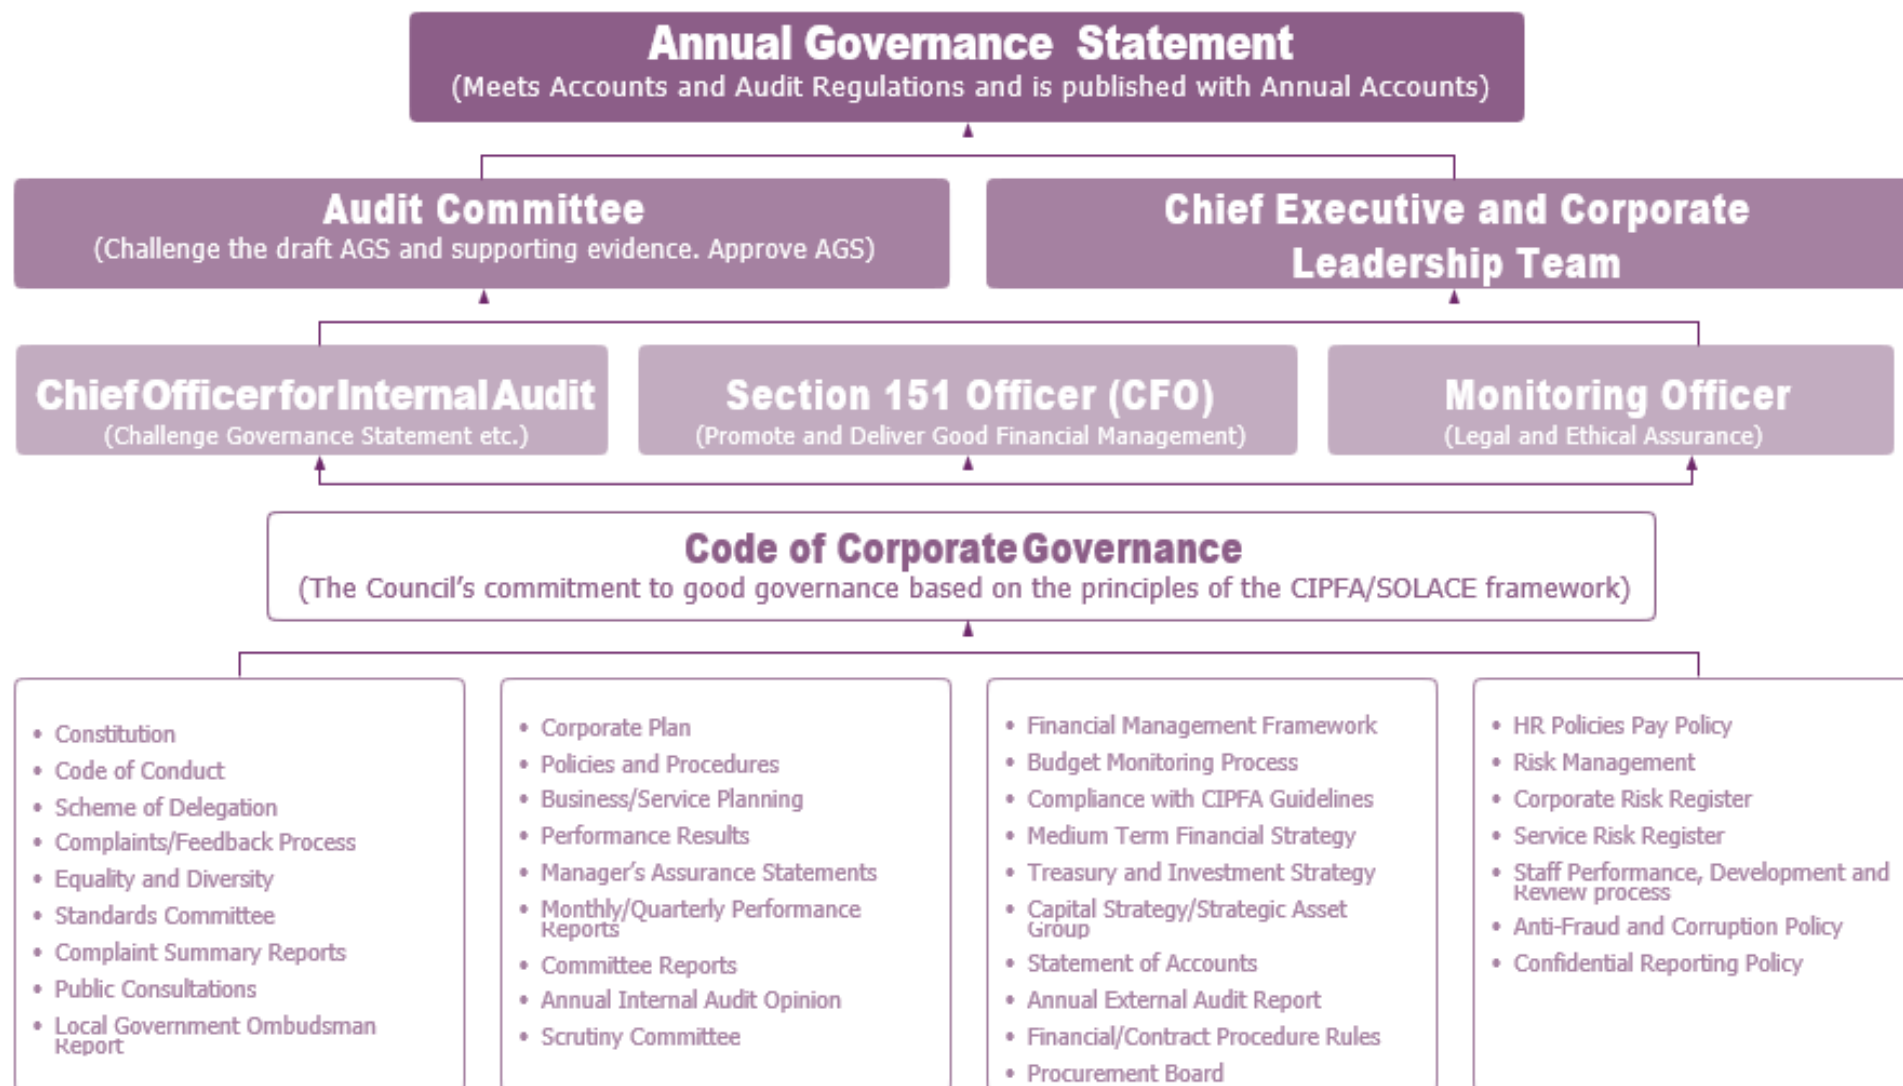 Annual Governance Statement
(Meets Accounts and Audit Regulations and is published with Annual Accounts)
Audit Committee
(Challenge the draft AGS and supporting evidence. Approve AGS)
Chief Executive and Corporate
Leadership Team
Chief Officer for Internal Audit
(Challenge Governance Statement etc.)
Section 151 Officer (CFO)
(Promote and Deliver Good Financial Management)
Monitoring Officer
(Legal and Ethical Assurance)
Code of Corporate Governance
(The Council's commitment to good governance based on the principles of the CIPFA/SOLACE framework)
• Constitution
• Code of Conduct
• Scheme of Delegation
• Complaints/Feedback Process
• Equality and Diversity
• Standards Committee
• Complaint Summary Reports
• Public Consultations
• Local Government Ombudsman
Report
• Corporate Plan
• Policies and Procedures
• Business/Service Planning
• Performance Results
• Manager's Assurance Statements
• Monthly/Quarterly Performance
Reports
• Committee Reports
• Annual Internal Audit Opinion
• Scrutiny Committee
• Financial Management Framework
• Budget Monitoring Process
• Compliance with CIPFA Guidelines
• Medium Term Financial Strategy
• Treasury and Investment Strategy
• Capital Strategy/Strategic Asset
Group
• Statement of Accounts
• Annual External Audit Report
• Financial/Contract Procedure Rules
• Procurement Board
• HR Policies Pay Policy
• Risk Management
• Corporate Risk Register
• Service Risk Register
• Staff Performance, Development and
Review process
• Anti-Fraud and Corruption Policy
• Confidential Reporting Policy